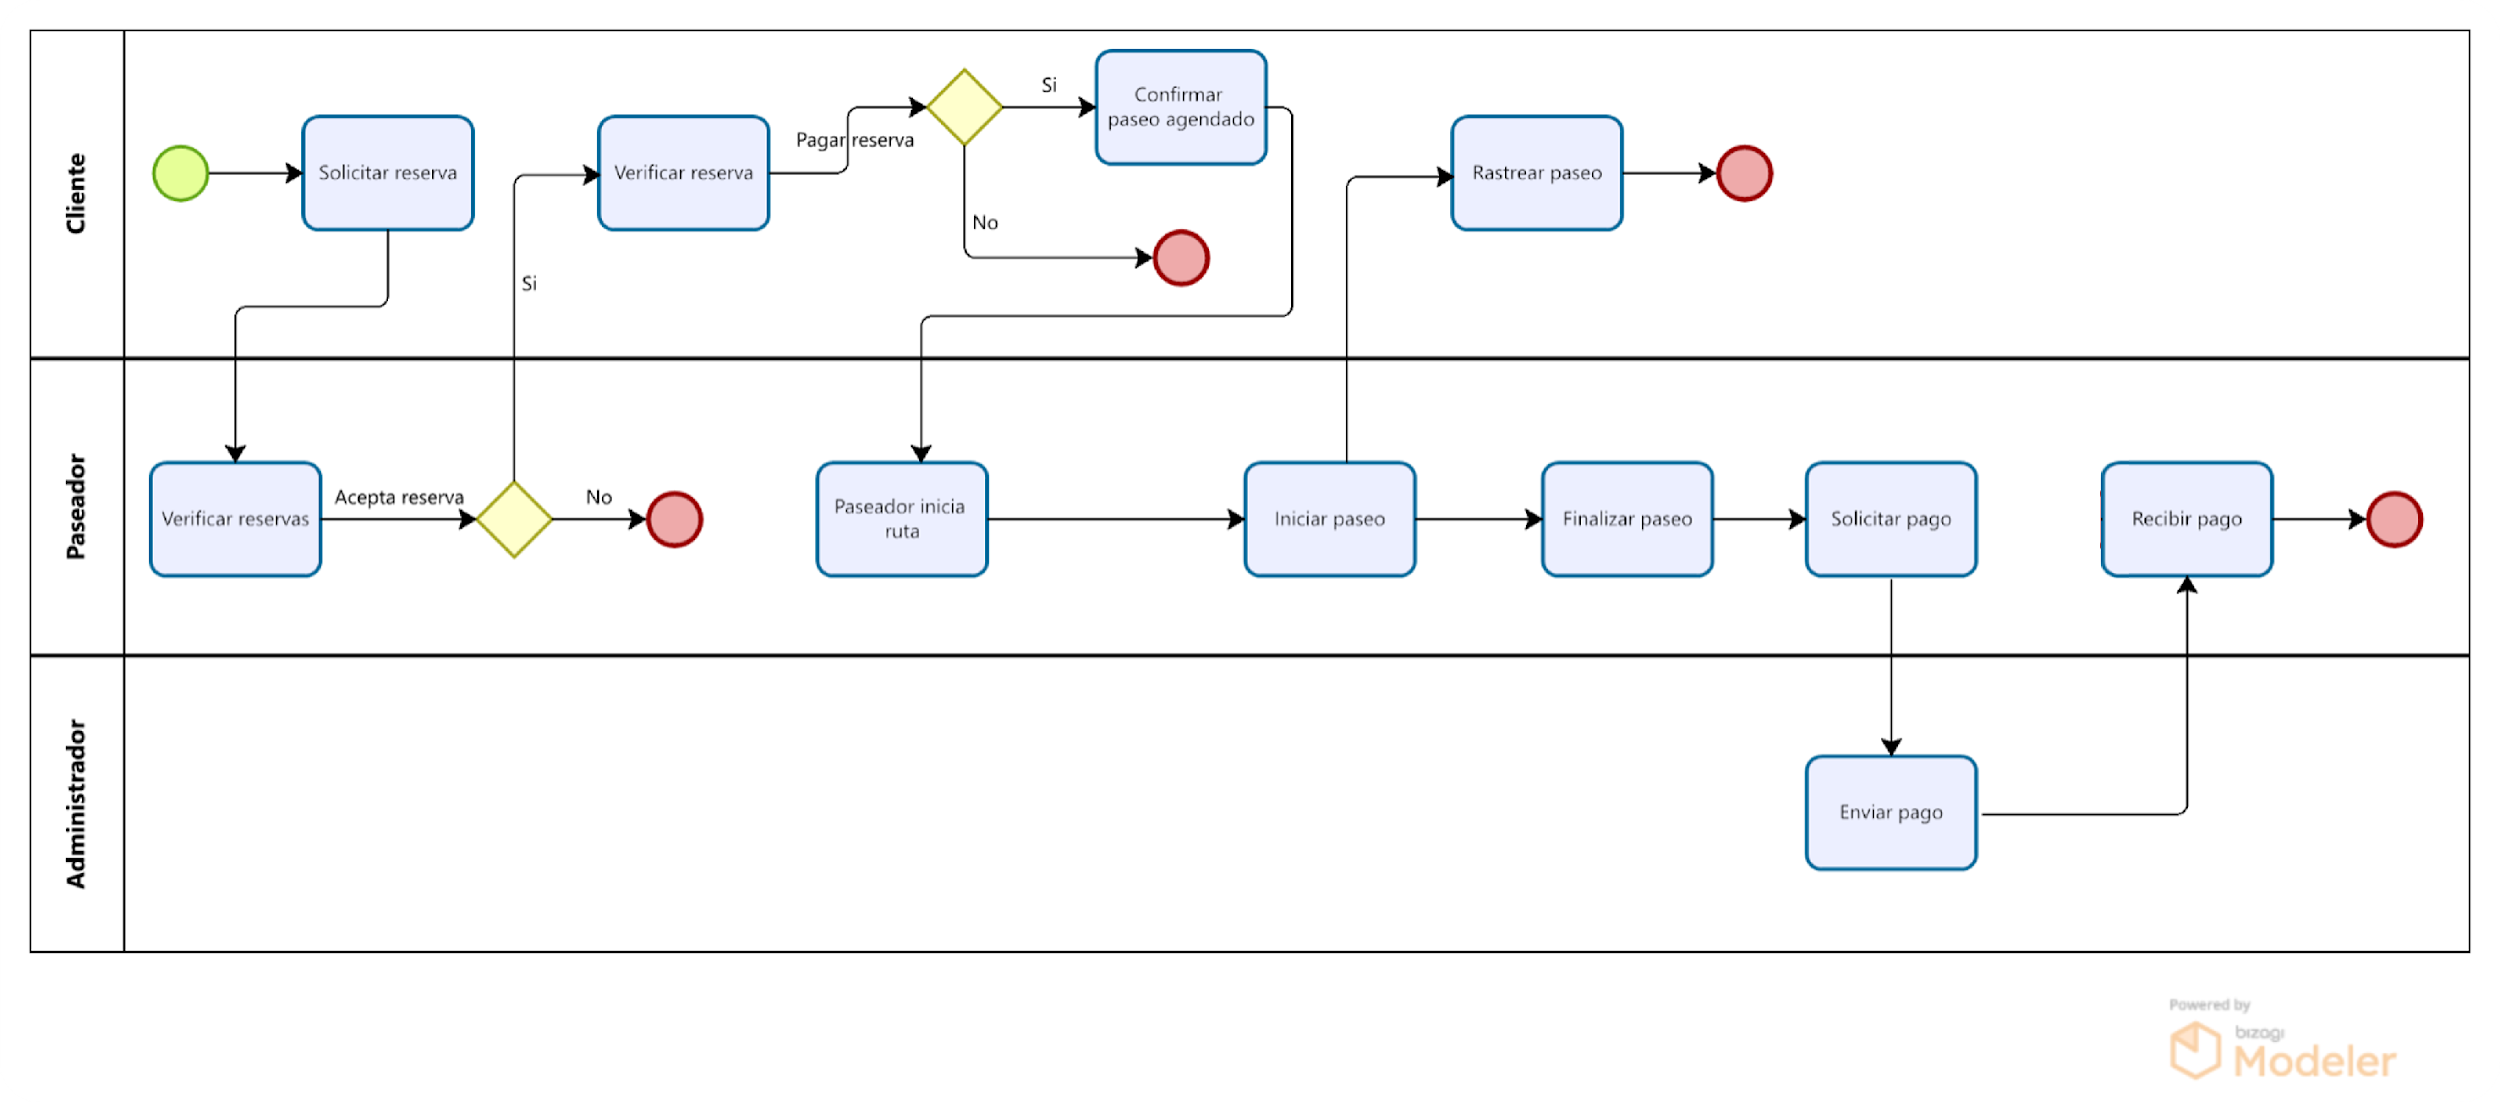 Cliente
Solicitar reserva
Verificar reserva
Pagar reserva
Si
Confirmar
paseo agendado
No
Rastrear paseo
Si
Paseador
Verificar reservas
Acepta reserva
No
Paseador inicia
ruta
Iniciar paseo
Finalizar paseo
Solicitar pago
Recibir pago
Administrador
Enviar pago
Powered by
bizagi
Modeler